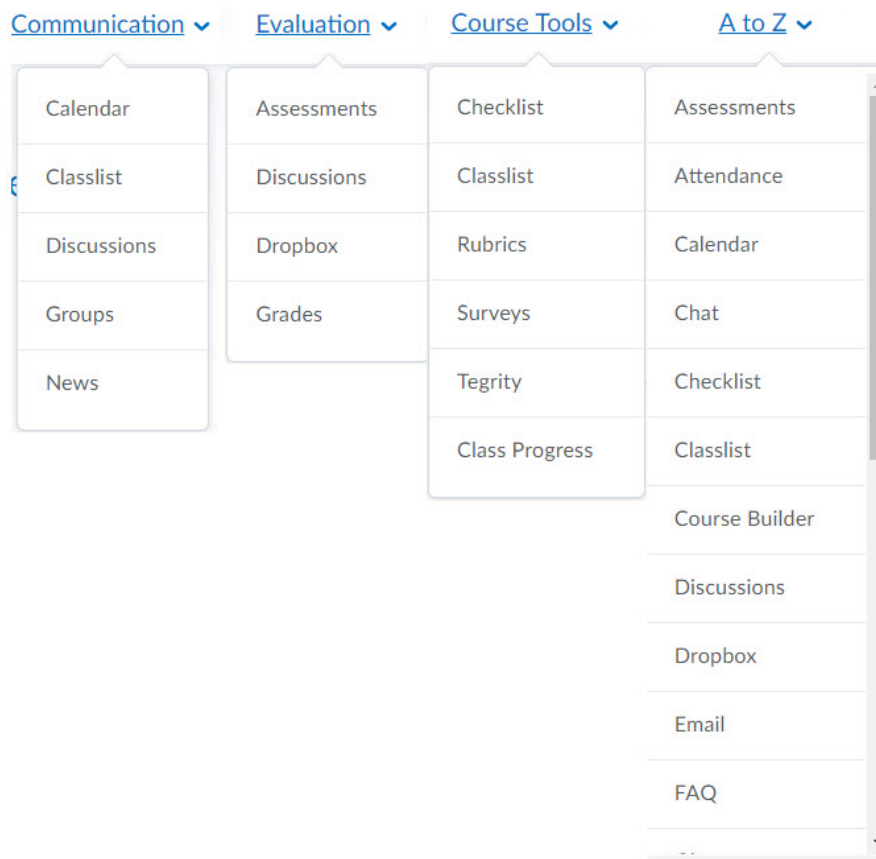 Communication
Calendar
Classlist
Discussions
Groups
News
Evaluation
Assessments
Discussions
Dropbox
Grades
Course Tools
Checklist
Classlist
Rubrics
Surveys
Tegrity
Class Progress
A to Z
Assessments
Attendance
Calendar
Chat
Checklist
Classlist
Course Builder
Discussions
Dropbox
Email
FAQ